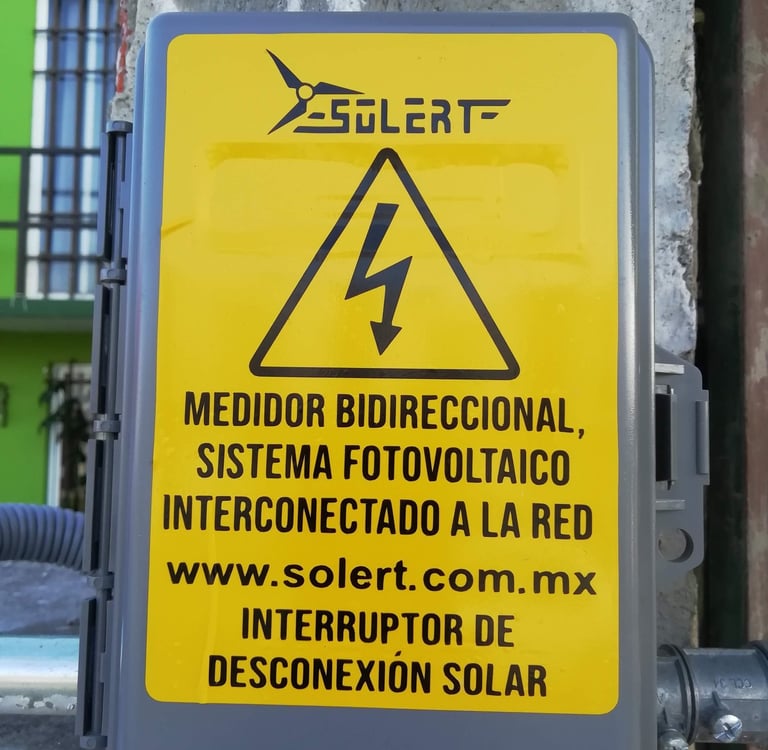 SOLERT
MEDIDOR BIDIRECCIONAL,
SISTEMA FOTOVOLTAICO
INTERCONECTADO A LA RED
www.solert.com.mx
INTERRUPTOR DE
DESCONEXIÓN SOLAR